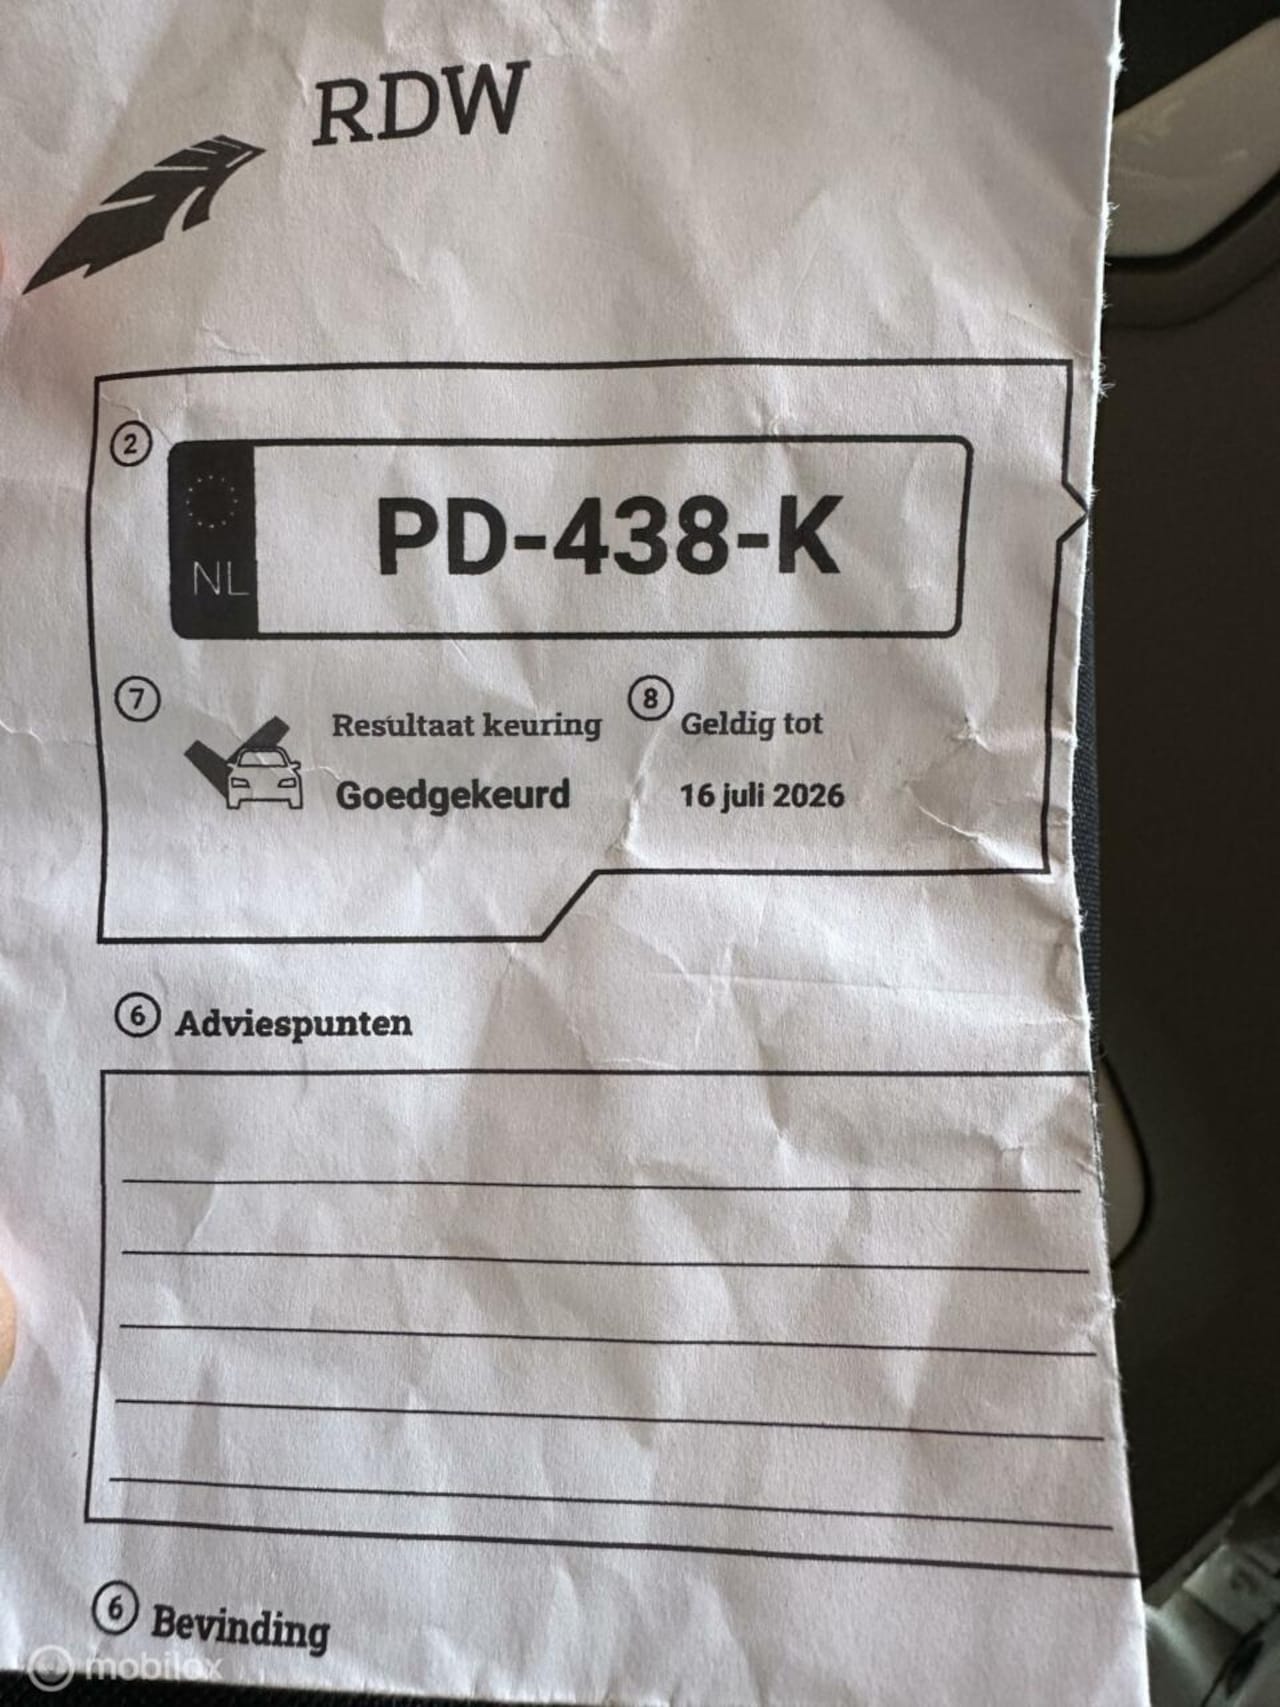 RDW
2
NL
PD-438-K
7
Resultaat keuring
Goedgekeurd
8
Geldig tot
16 juli 2026
6 Adviespunten
6 Bevinding
mobilox